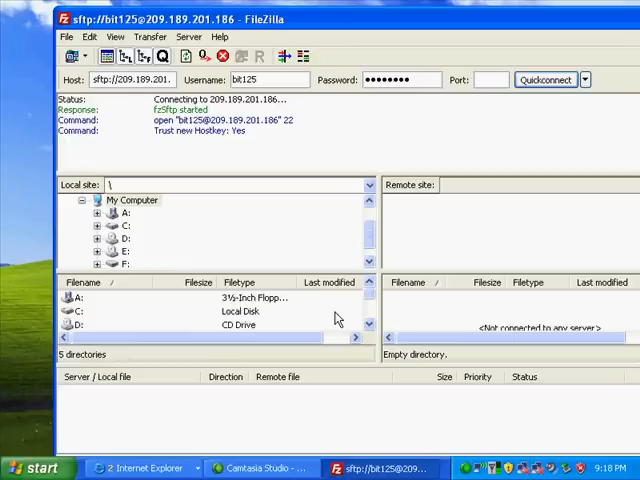 sftp://bit125@209.189.201.186 - FileZilla
File Edit View Transfer Server Help
Host: sftp://209.189.201. Username: bit125 Password: •••••••• Port: Quickconnect
Status: Connecting to 209.189.201.186...
Response: fzSftp started
Command: open "bit125@209.189.201.186" 22
Command: Trust new Hostkey: Yes
Local site: \ Remote site:
My Computer
A:
C:
D:
E:
F:
Filename / Filesize Filetype Last modified Filename / Filesize Filetype Last modified
A: 3½-Inch Flopp...
C: Local Disk
D: CD Drive <Not connected to any server>
5 directories Empty directory.
Server / Local file Direction Remote file Size Priority Status
start 2 Internet Explorer Camtasia Studio - ... sftp://bit125@209... 9:18 PM